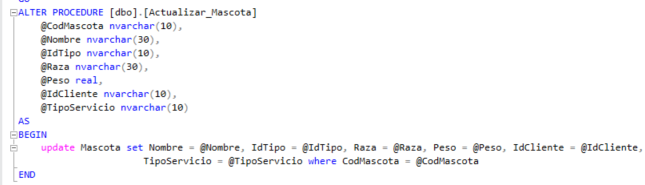 GO
ALTER PROCEDURE [dbo].[Actualizar_Mascota]
@CodMascota nvarchar(10),
@Nombre nvarchar(30),
@IdTipo nvarchar(10),
@Raza nvarchar(30),
@Peso real,
@IdCliente nvarchar(10),
@TipoServicio nvarchar(10)
AS
BEGIN
update Mascota set Nombre = @Nombre, IdTipo = @IdTipo, Raza = @Raza, Peso = @Peso, IdCliente = @IdCliente,
TipoServicio = @TipoServicio where CodMascota = @CodMascota
END